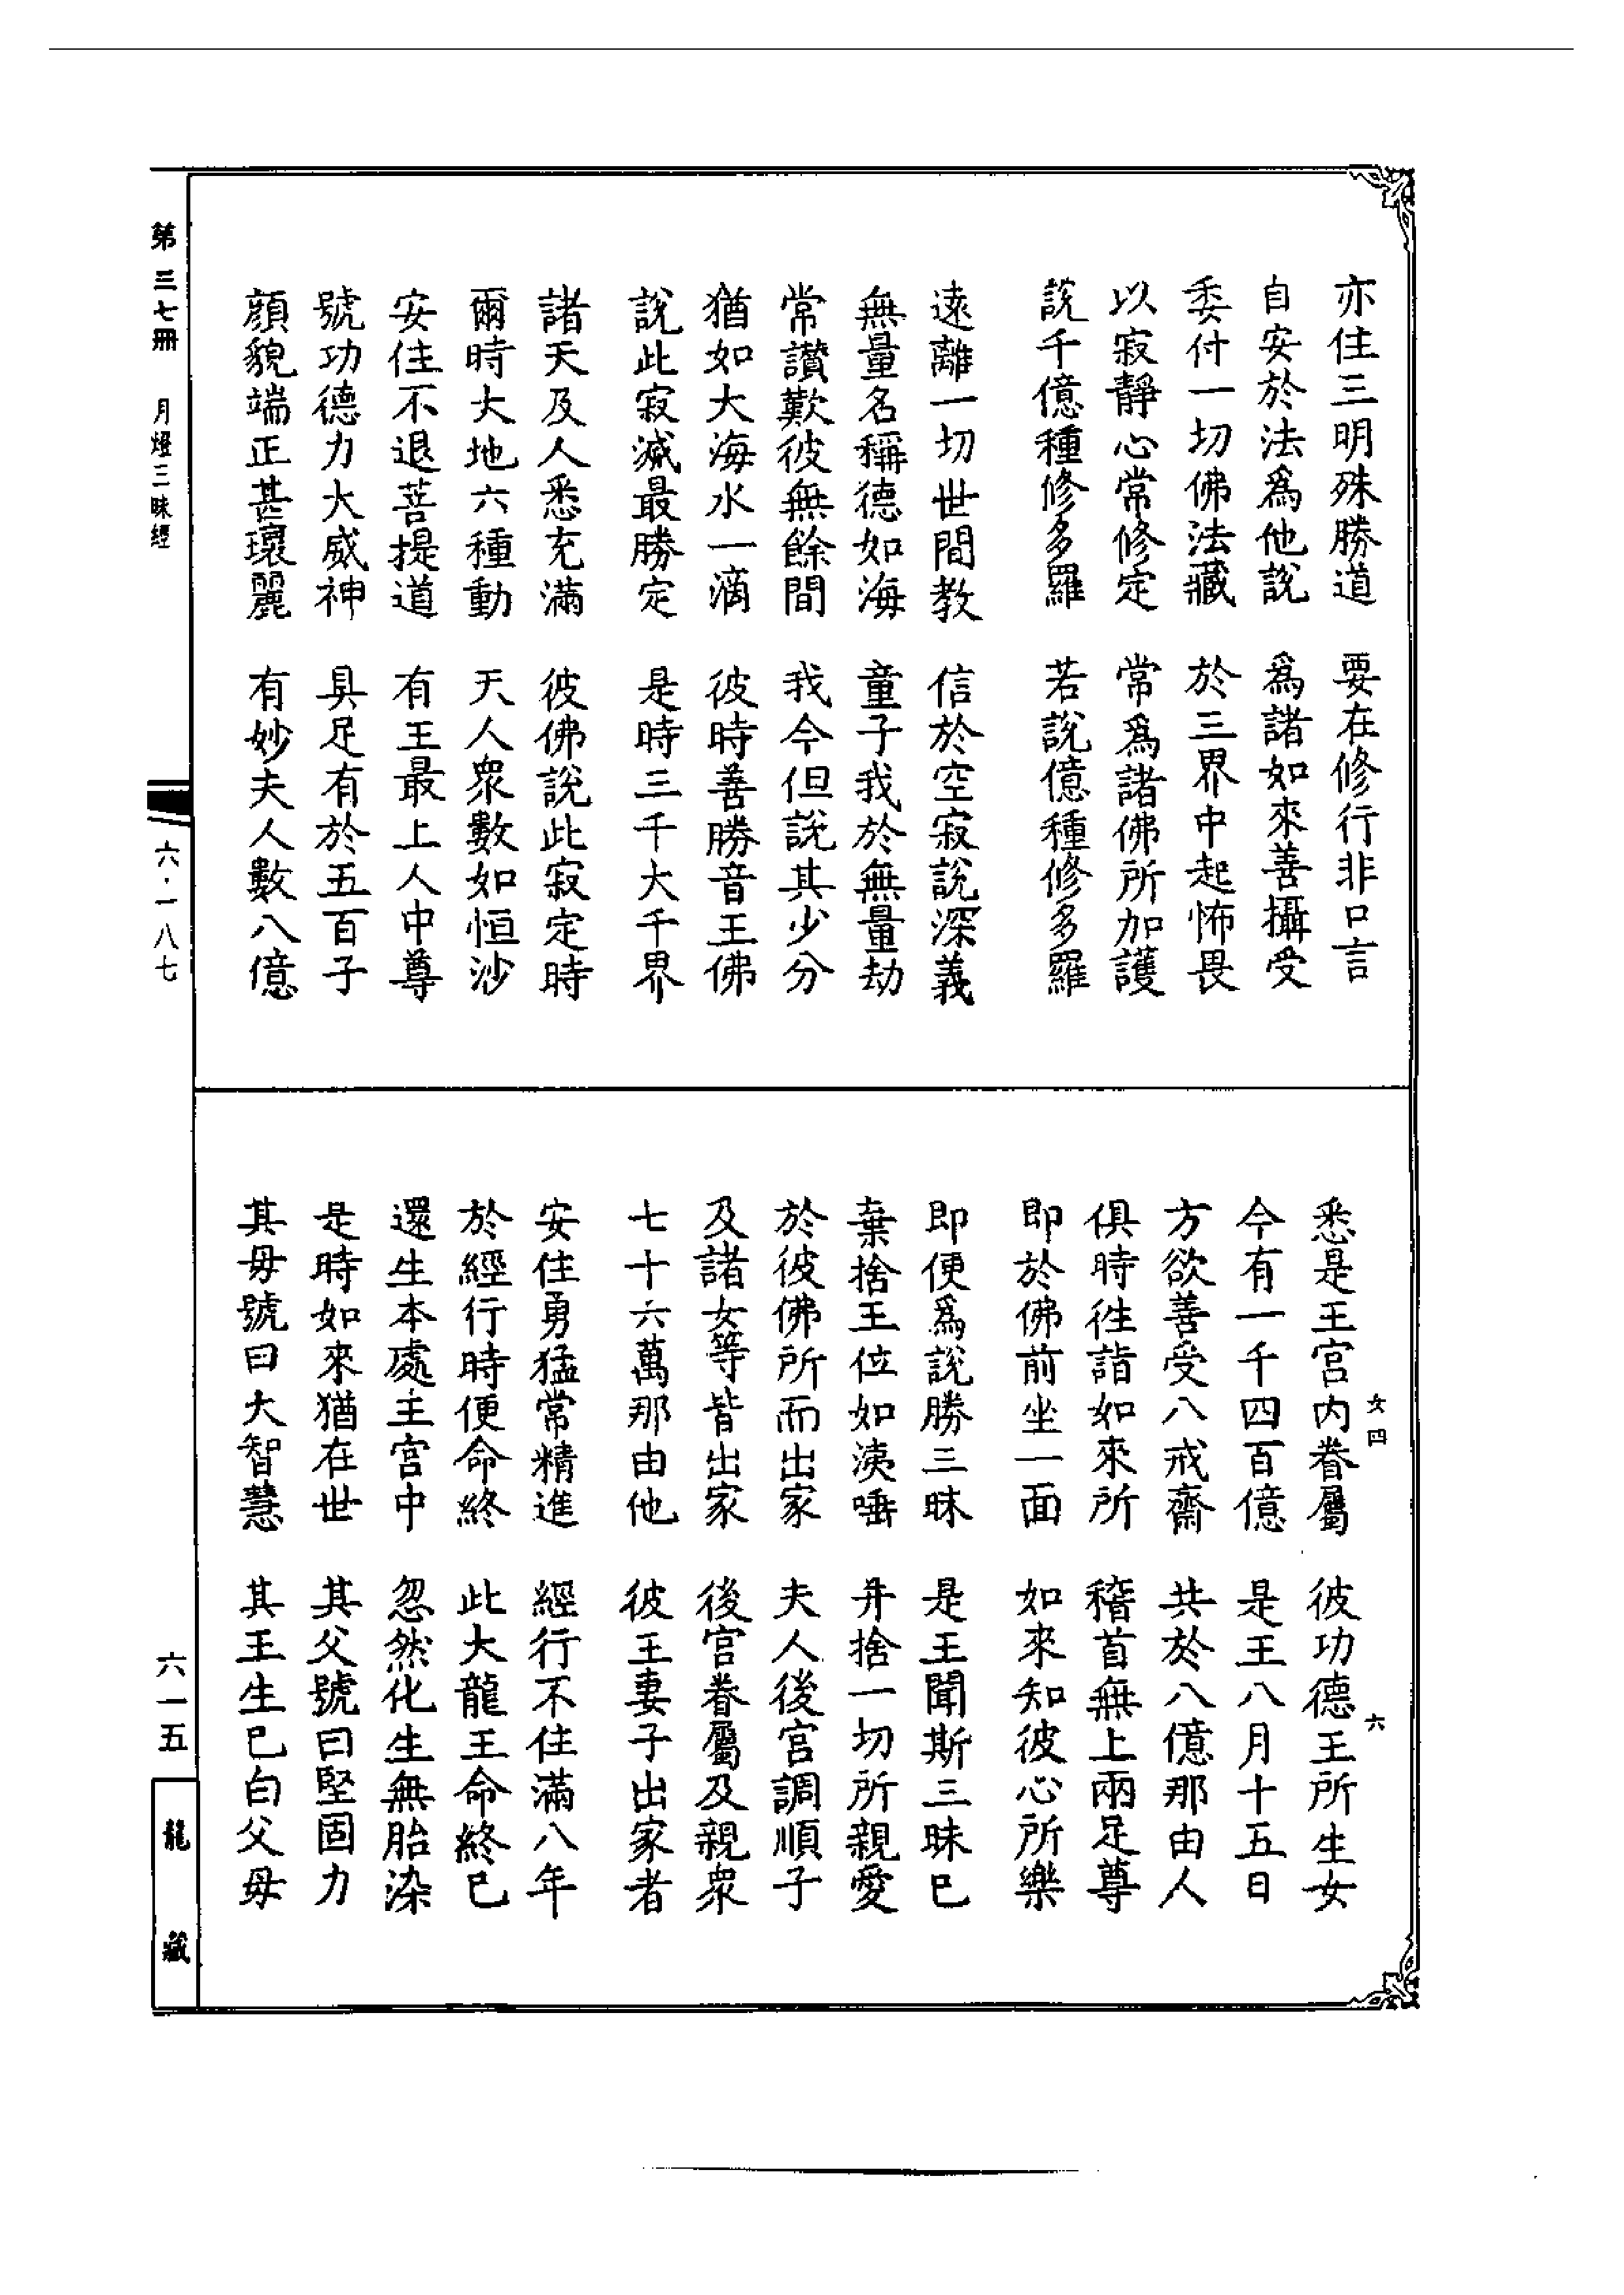 亦住三明殊勝道　要在修行非口言
自安於法爲他說　爲諸如來善攝受
委付一切佛法藏　於三界中起怖畏
以寂靜心常修定　常爲諸佛所加護
說千億種修多羅　若說億種修多羅
遠離一切世間教　信於空寂說深義
無量名稱德如海　童子我於無量劫
常讚歎彼無餘間　我今但說其少分
猶如大海水一滴　彼時善勝音王佛
說此寂滅最勝定　是時三千大千界
諸天及人悉充滿　彼佛說此寂定時
爾時大地六種動　天人衆數如恒沙
安住不退菩提道　有王最上人中尊
號功德力大威神　具足有於五百子
顔貌端正甚瓌麗　有妙夫人數八億
悉是王宮內眷屬　彼功德王所生女
今有一千四百億　是王八月十五日
方欲善受八戒齋　共於八億那由人
俱時往詣如來所　稽首無上兩足尊
即於佛前坐一面　如來知彼心所樂
即便爲說勝三昧　是王聞斯三昧已
棄捨王位如洟唾　并捨一切所親愛
於彼佛所而出家　夫人後宮調順子
及諸女等皆出家　後宮眷屬及親衆
七十六萬那由他　彼王妻子出家者
安住勇猛常精進　經行不住滿八年
於經行時便命終　此大龍王命終已
還生本處王宮中　忽然化生無胎染
是時如來猶在世　其父號曰堅固力
其母號曰大智慧　其王生已白父母
女四
六
第三七冊　月燈三昧經
六·一八七
六一五
龍藏